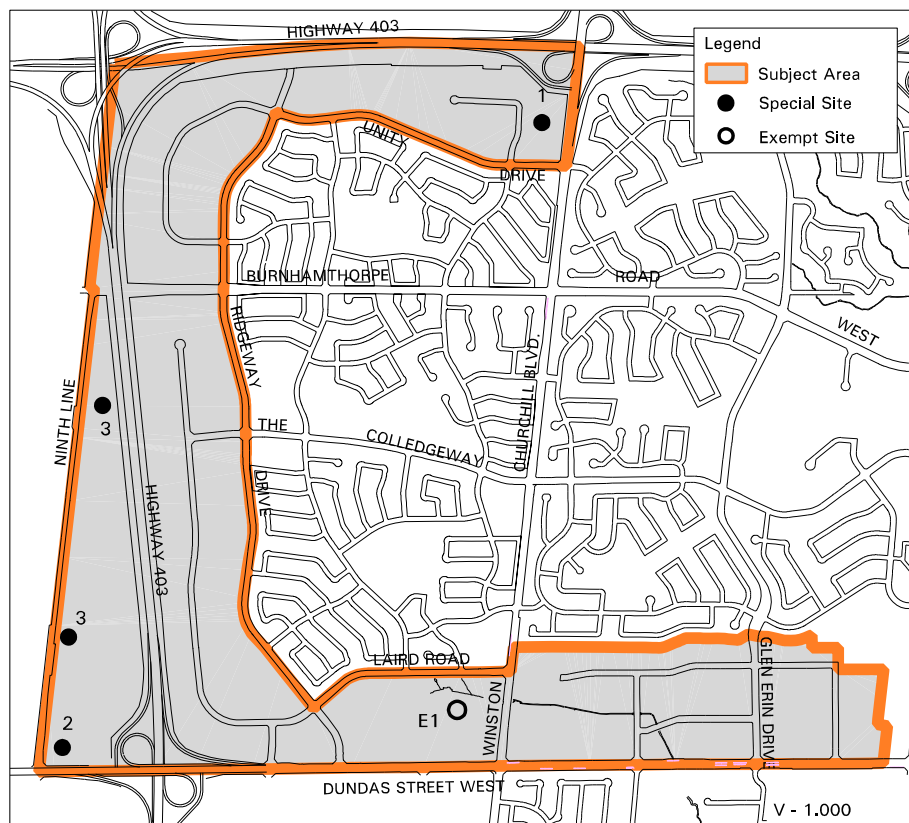 HIGHWAY 403
Legend
Subject Area
Special Site
Exempt Site
1
UNITY
DRIVE
BURNHAMTHORPE
ROAD
WEST
RIDGEWAY
DRIVE
THE
COLLEDGEWAY
CHURCHILL BLVD.
WINSTON
NINTH LINE
3
HIGHWAY 403
3
2
LAIRD ROAD
E1
GLEN ERIN DRIVE
DUNDAS STREET WEST
V - 1.000